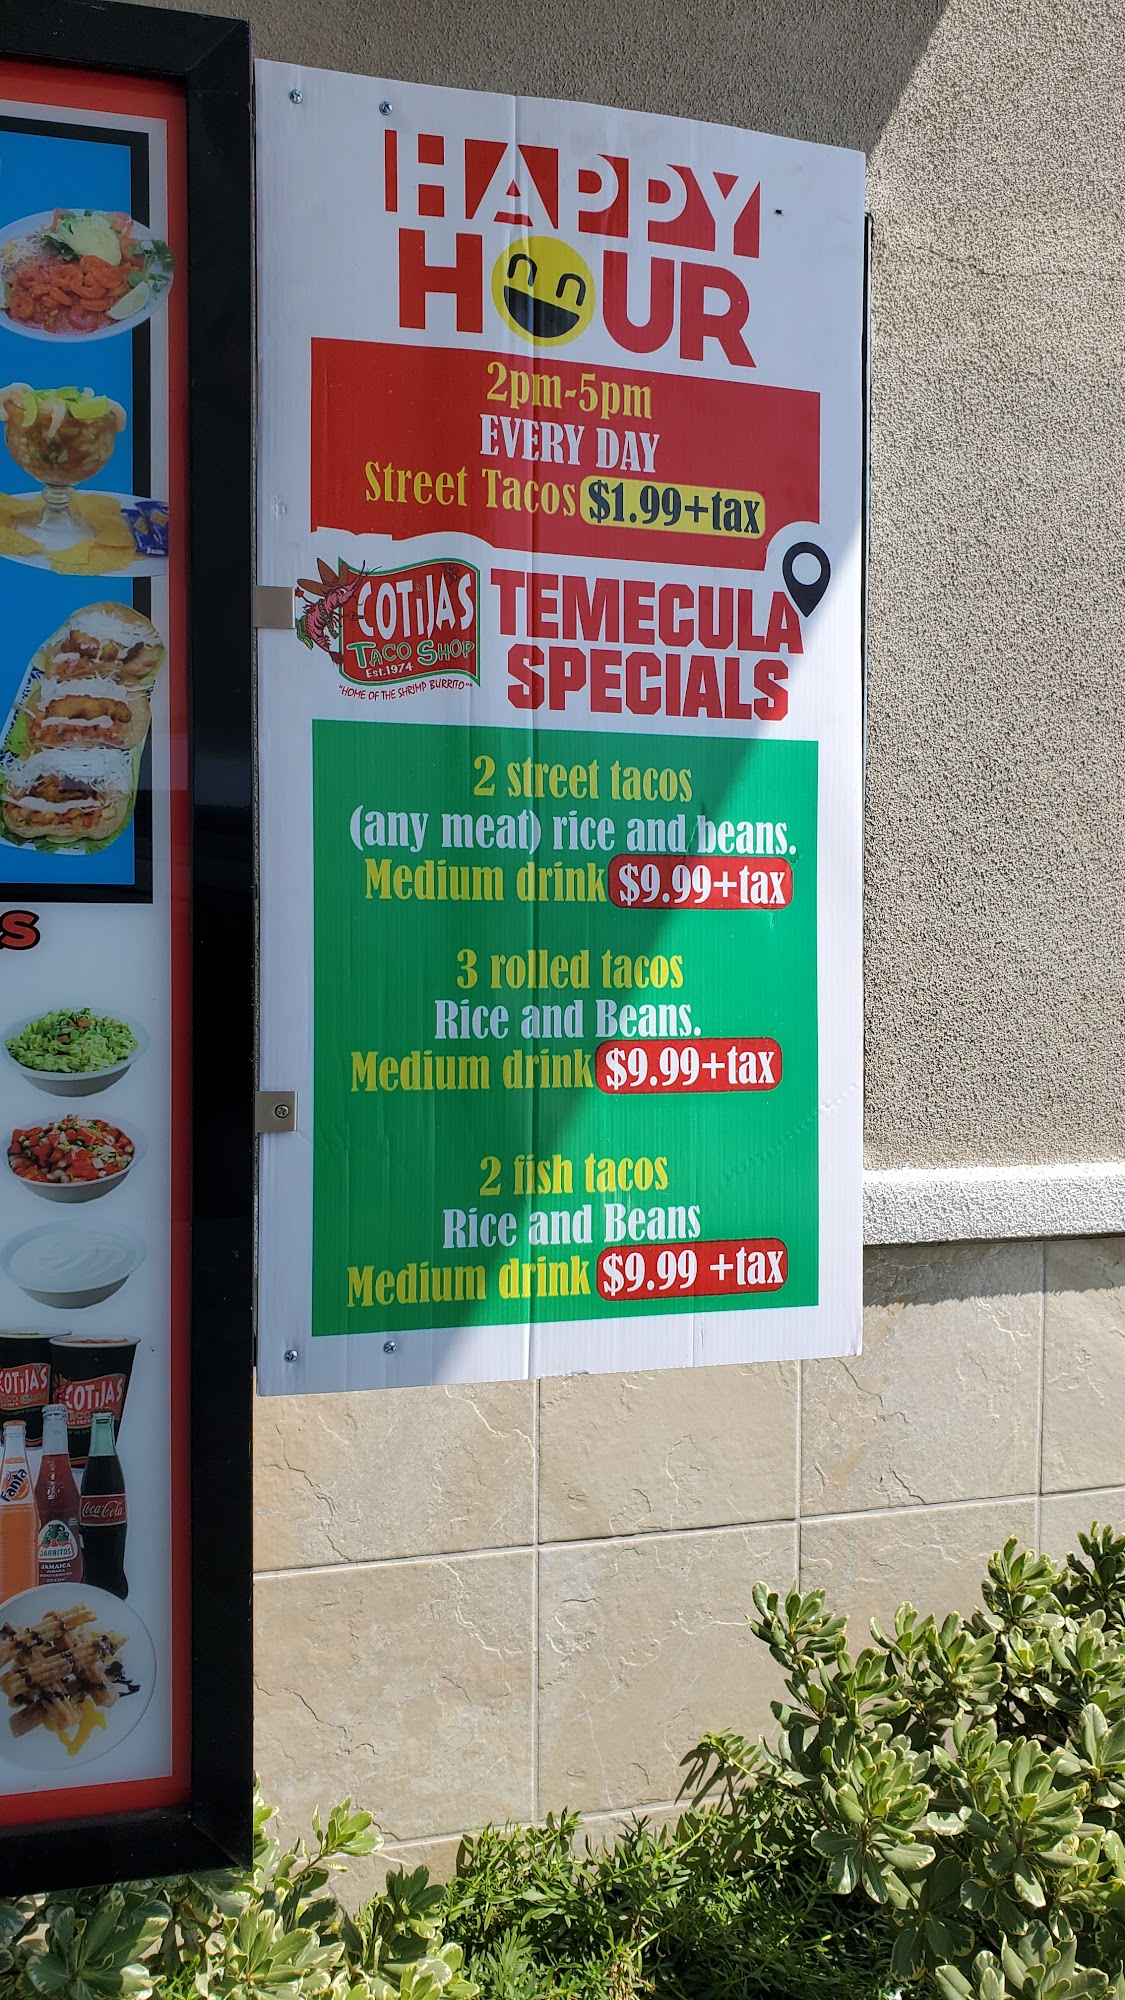 HAPPY
HOUR
2pm-5pm
EVERY DAY
Street Tacos $1.99+tax
COTiJAS
TACO SHOP
Est.1974
"HOME OF THE SHRIMP BURRITO"
TEMECULA
SPECIALS
2 street tacos
(any meat) rice and beans.
Medium drink $9.99+tax
3 rolled tacos
Rice and Beans.
Medium drink $9.99+tax
2 fish tacos
Rice and Beans
Medium drink $9.99 +tax
S
COTiJAS
COTiJAS
Fanta
JARRITOS
JAMAICA
Coca-Cola